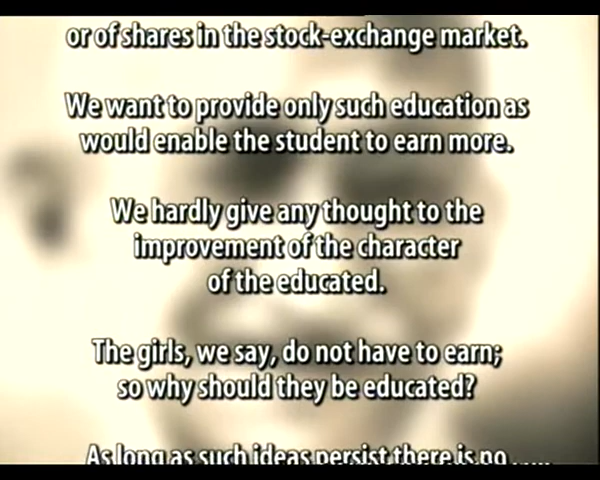 or of shares in the stock-exchange market.
We want to provide only such education as
would enable the student to earn more.
We hardly give any thought to the
improvement of the character
of the educated.
The girls, we say, do not have to earn;
so why should they be educated?
As long as such ideas persist there is no